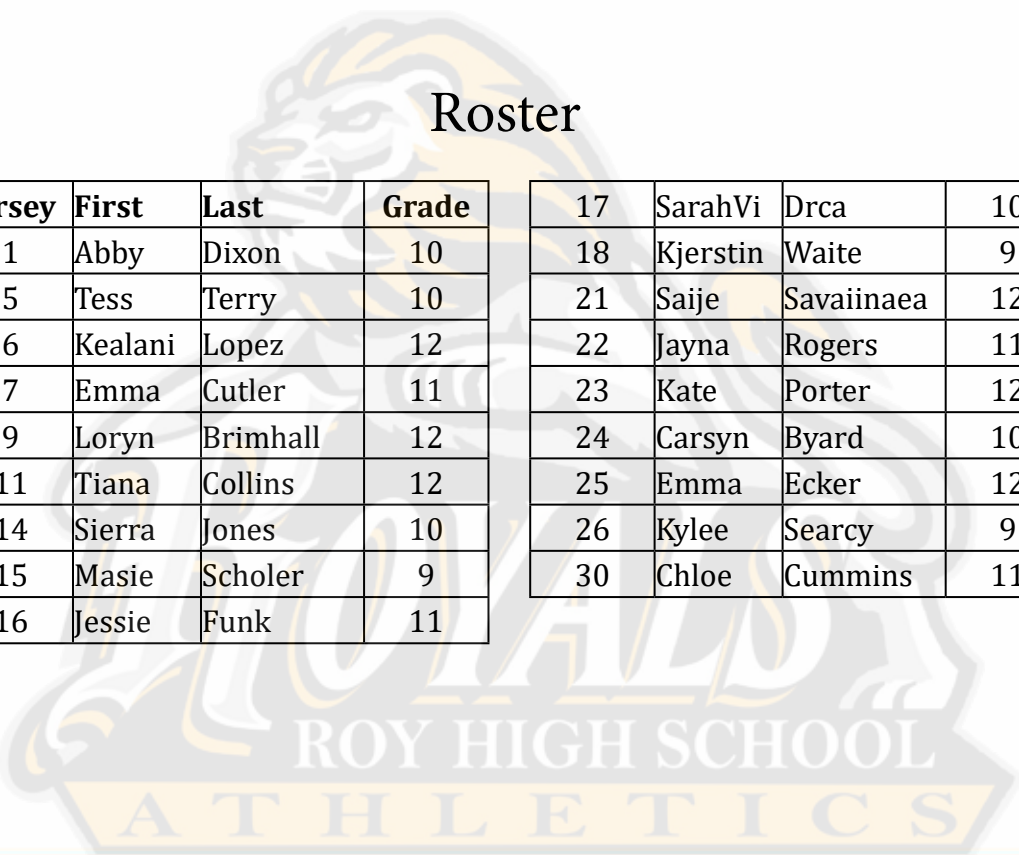 Roster
rsey First Last Grade
1 Abby Dixon 10
5 Tess Terry 10
6 Kealani Lopez 12
7 Emma Cutler 11
9 Loryn Brimhall 12
11 Tiana Collins 12
14 Sierra Jones 10
15 Masie Scholer 9
16 Jessie Funk 11
17 SarahVi Drca 10
18 Kjerstin Waite 9
21 Saije Savaiinaea 12
22 Jayna Rogers 11
23 Kate Porter 12
24 Carsyn Byard 10
25 Emma Ecker 12
26 Kylee Searcy 9
30 Chloe Cummins 11
ROYALS
ROY HIGH SCHOOL
ATHLETICS